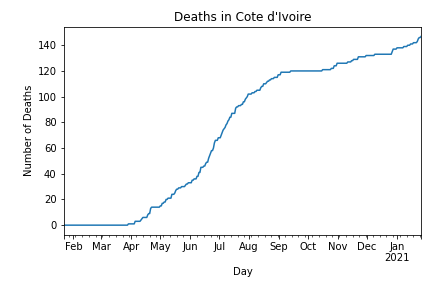 Deaths in Cote d'Ivoire
Number of Deaths
140
120
100
80
60
40
20
0
Feb Mar Apr May Jun Jul Aug Sep Oct Nov Dec Jan
2021
Day